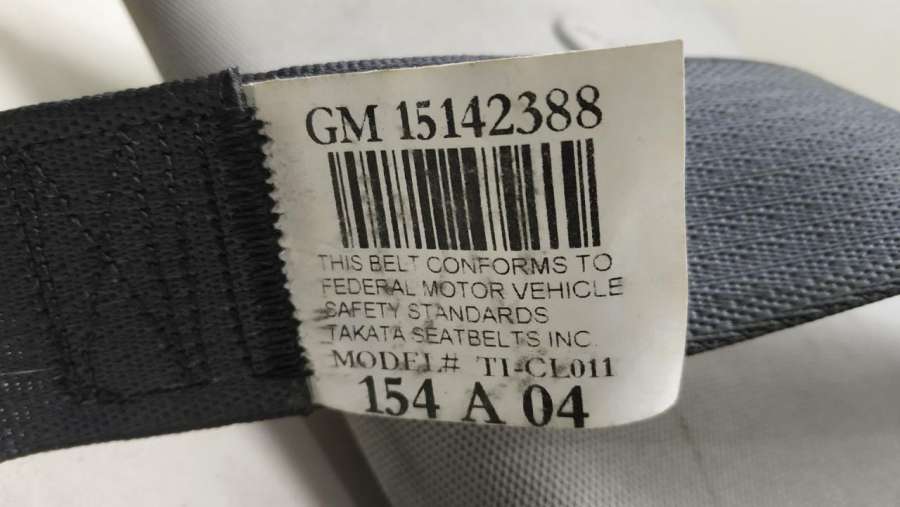 GM 15142388
THIS BELT CONFORMS TO
FEDERAL MOTOR VEHICLE
SAFETY STANDARDS
TAKATA SEATBELTS INC.
MODEL# TI-CL011
154 A 04